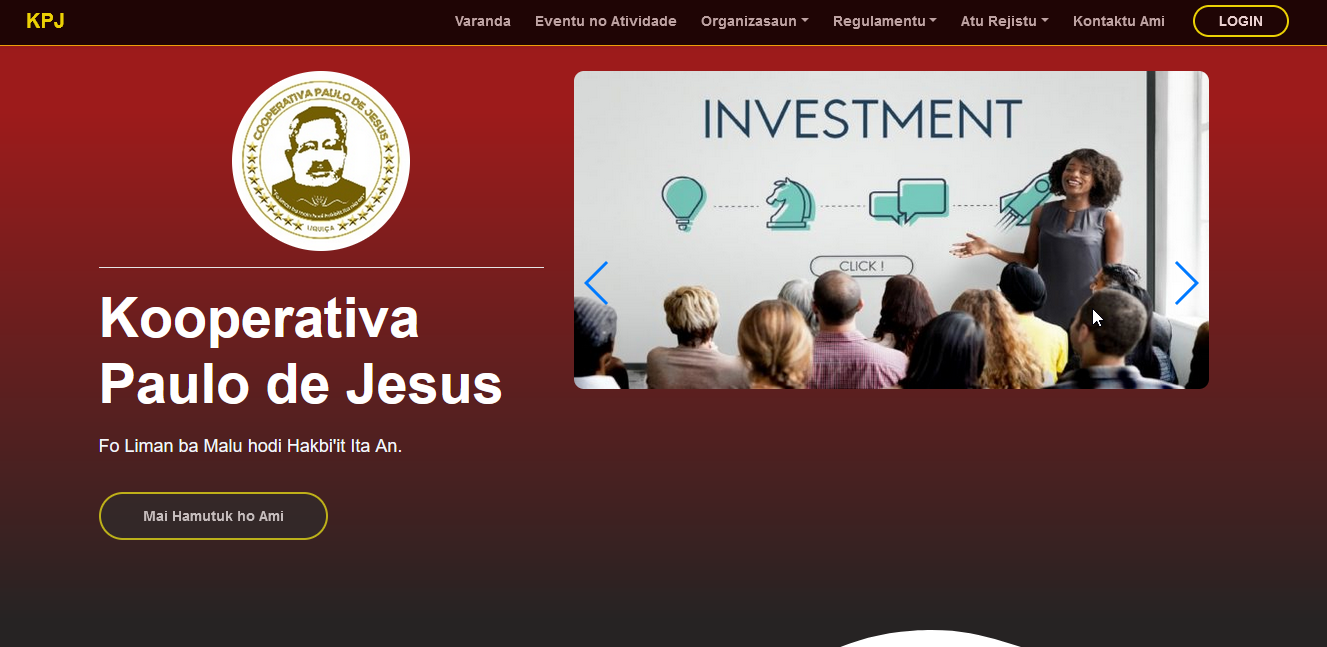 KPJ
Varanda
Eventu no Atividade
Organizasaun
Regulamentu
Atu Rejistu
Kontaktu Ami
LOGIN
COOPERATIVA PAULO DE JESUS
LIQUIÇA
Kooperativa
Paulo de Jesus
Fo Liman ba Malu hodi Hakbi'it Ita An.
Mai Hamutuk ho Ami
INVESTMENT
CLICK !